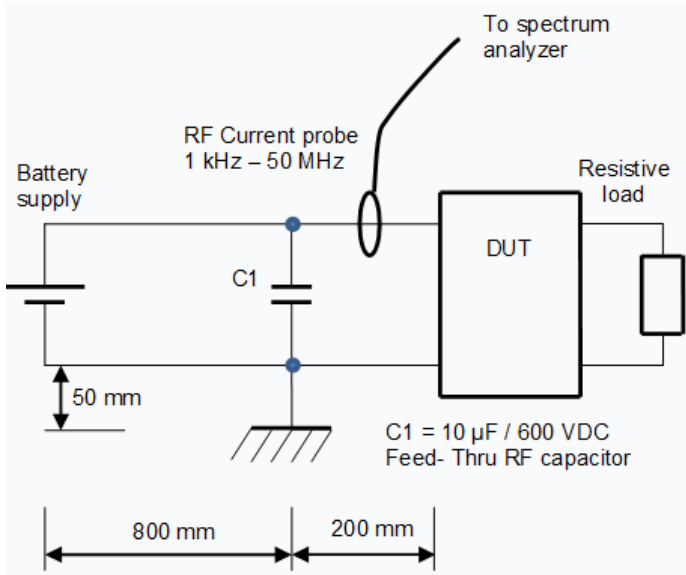 To spectrum
analyzer
RF Current probe
1 kHz – 50 MHz
Battery
supply
Resistive
load
DUT
C1
50 mm
C1 = 10 µF / 600 VDC
Feed- Thru RF capacitor
800 mm
200 mm